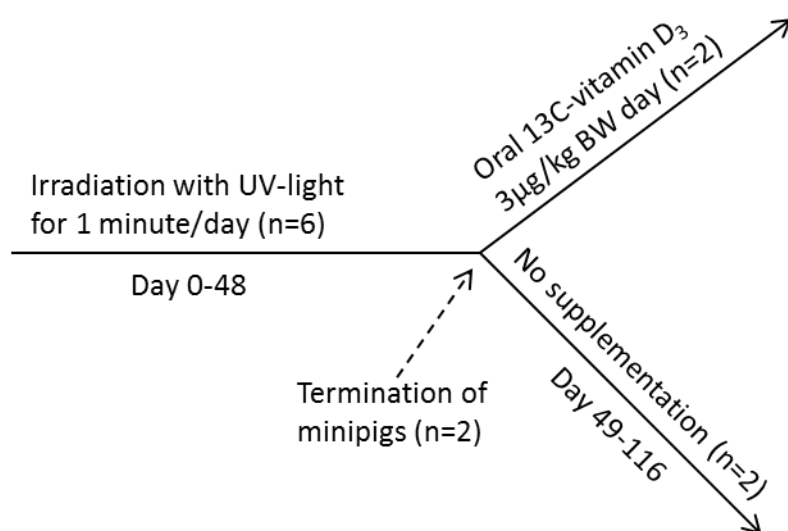 Oral 13C-vitamin D₃
3µg/kg BW day (n=2)
Irradiation with UV-light
for 1 minute/day (n=6)
Day 0-48
No supplementation (n=2)
Day 49-116
Termination of
minipigs (n=2)